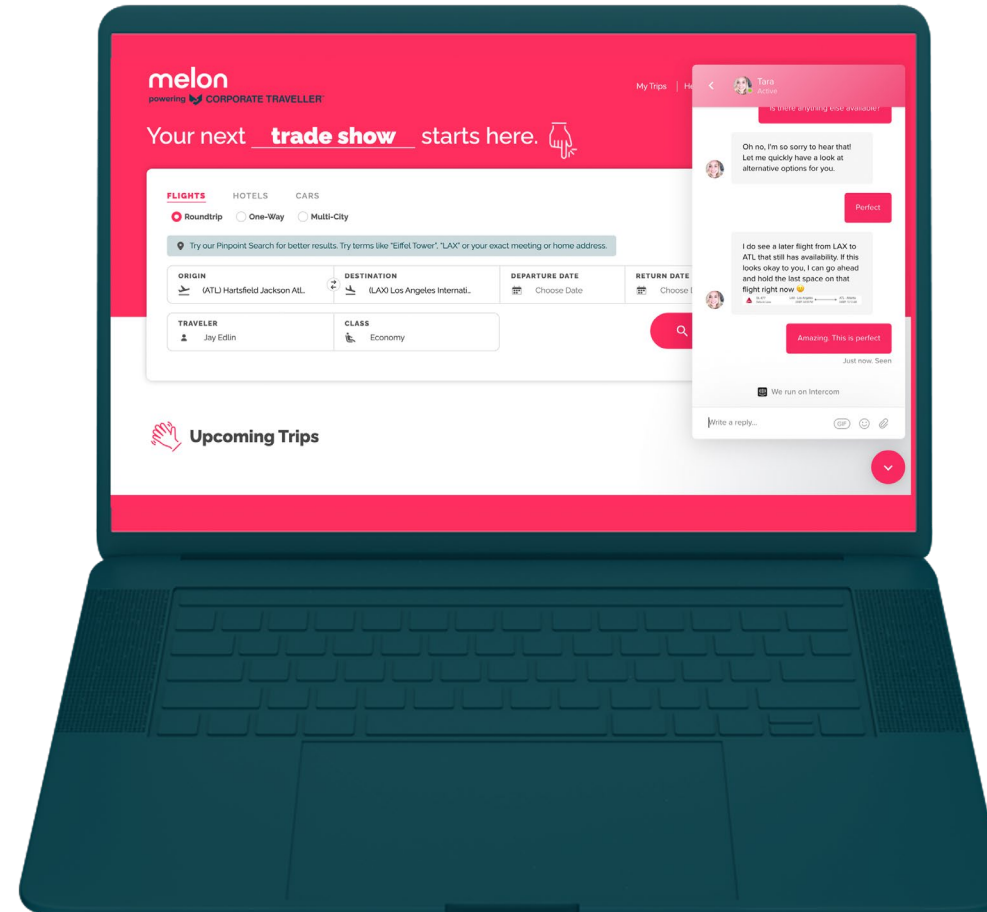 melon
powering CORPORATE TRAVELLER
My Trips
Your next trade show starts here.
FLIGHTS HOTELS CARS
Roundtrip One-Way Multi-City
Try our Pinpoint Search for better results. Try terms like "Eiffel Tower", "LAX" or your exact meeting or home address.
ORIGIN DESTINATION DEPARTURE DATE RETURN DATE
(ATL) Hartsfield Jackson Atl.. (LAX) Los Angeles Internati.. Choose Date Choose
TRAVELER CLASS
Jay Edlin Economy
Upcoming Trips
Tara
Active
Is there anything else available?
Oh no, I'm so sorry to hear that!
Let me quickly have a look at
alternative options for you.
Perfect
I do see a later flight from LAX to
ATL that still has availability. If this
looks okay to you, I can go ahead
and hold the last space on that
flight right now
Amazing. This is perfect
Just now. Seen
We run on Intercom
Write a reply...
GIF